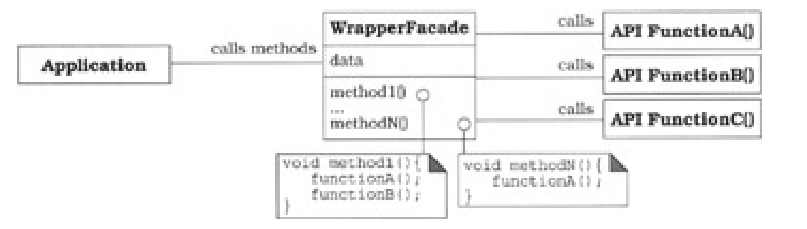 Application
calls methods
WrapperFacade
data
method1()
...
methodN()
calls
API FunctionA()
calls
API FunctionB()
calls
API FunctionC()
void method1(){
functionA();
functionB();
}
void methodN(){
functionA();
}